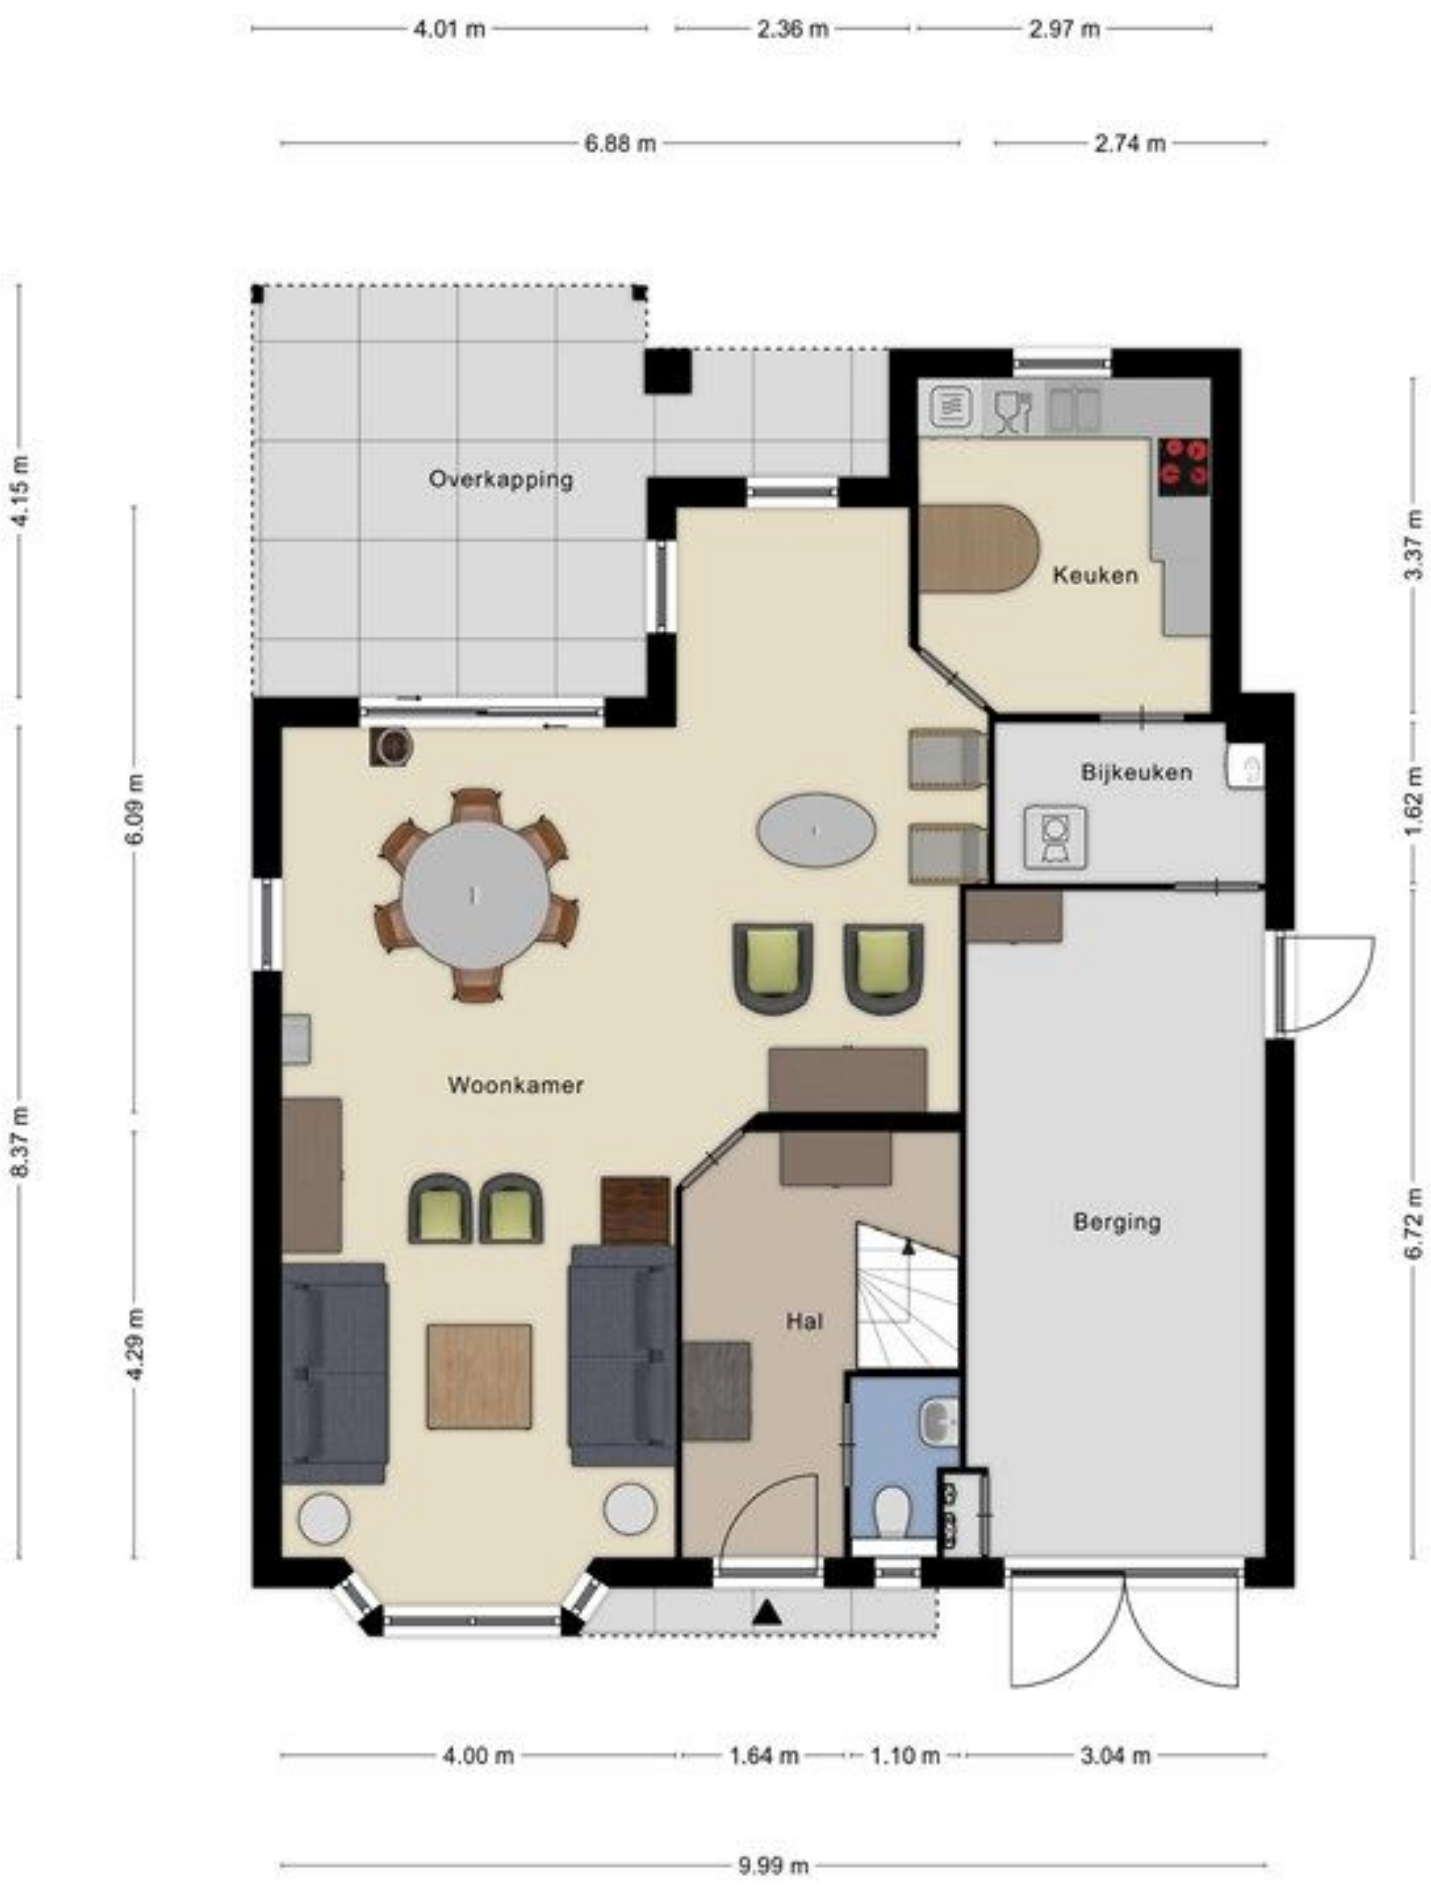 4.01 m
2.36 m
2.97 m
6.88 m
2.74 m
4.15 m
Overkapping
3.37 m
Keuken
6.09 m
Bijkeuken
1.62 m
Woonkamer
8.37 m
Berging
6.72 m
4.29 m
Hal
4.00 m
1.64 m
1.10 m
3.04 m
9.99 m